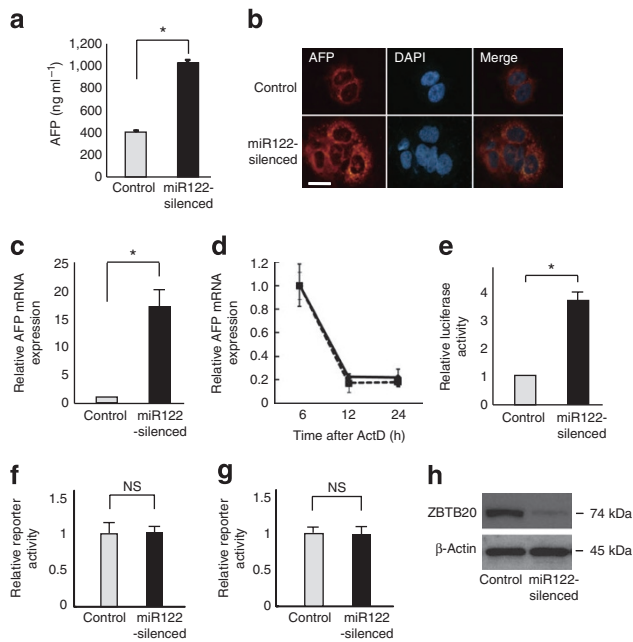 a
*
AFP (ng ml−1)
1,200
1,000
800
600
400
200
0
Control
miR122-
silenced
b
AFP
DAPI
Merge
Control
miR122-
silenced
c
*
Relative AFP mRNA
expression
25
20
15
10
5
0
Control
miR122
-silenced
d
Relative AFP mRNA
expression
1.2
1.0
0.8
0.6
0.4
0.2
0
6
12
24
Time after ActD (h)
e
*
Relative luciferase
activity
4
3
2
1
0
Control
miR122-
silenced
f
NS
Relative reporter
activity
1.5
1
0.5
0
Control
miR122
-silenced
g
NS
Relative reporter
activity
1.5
1
0.5
0
Control
miR122
-silenced
h
ZBTB20
– 74 kDa
β-Actin
– 45 kDa
Control
miR122-
silenced